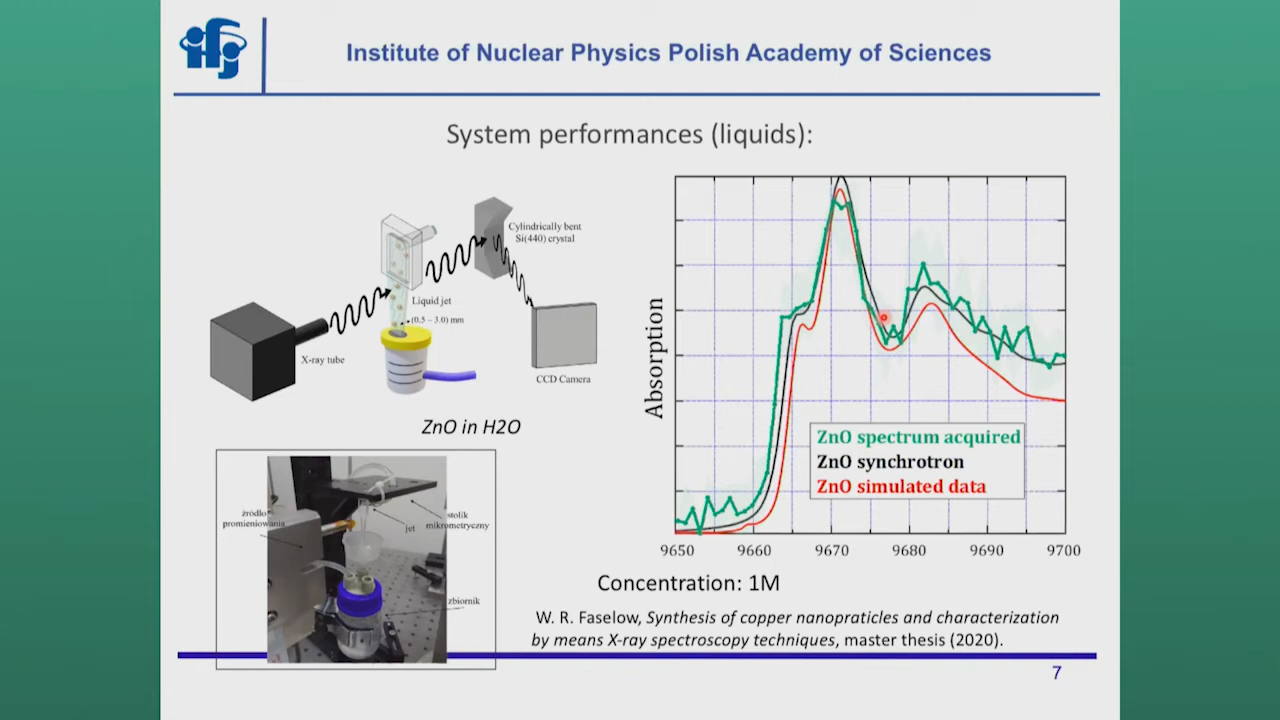 ifj
Institute of Nuclear Physics Polish Academy of Sciences
System performances (liquids):
Cylindrically bent
Si(440) crystal
Liquid jet
(0.5 – 3.0) mm
X-ray tube
CCD Camera
ZnO in H2O
źródło
promieniowania
stolik
mikrometryczny
jet
zbiornik
Absorption
ZnO spectrum acquired
ZnO synchrotron
ZnO simulated data
9650 9660 9670 9680 9690 9700
Concentration: 1M
W. R. Faselow, Synthesis of copper nanopraticles and characterization
by means X-ray spectroscopy techniques, master thesis (2020).
7